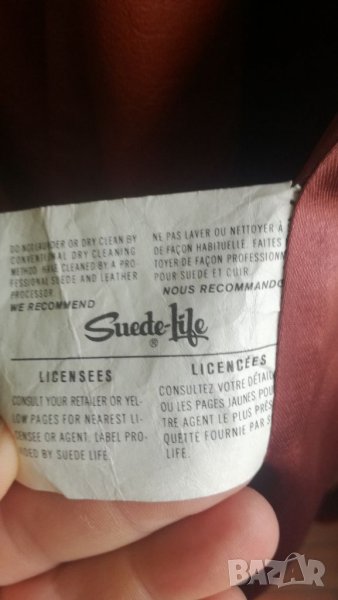 DO NOT LAUNDER OR DRY CLEAN BY
CONVENTIONAL DRY CLEANING
METHOD. HAVE CLEANED BY A PRO-
FESSIONAL SUEDE AND LEATHER
PROCESSOR.
WE RECOMMEND
NE PAS LAVER OU NETTOYER À
DE FAÇON HABITUELLE. FAITES
TOYER DE FAÇON PROFESSIONN
POUR SUEDE ET CUIR.
NOUS RECOMMANDO
Suede-Life
®
LICENSEES
CONSULT YOUR RETAILER OR YEL-
LOW PAGES FOR NEAREST LI-
CENSEE OR AGENT. LABEL PRO-
VIDED BY SUEDE LIFE.
LICENCÉES
CONSULTEZ VOTRE DÉTAIL
OU LES PAGES JAUNES POU
TRE AGENT LE PLUS PRÈS
QUETTE FOURNIE PAR S
LIFE.
BAZAR